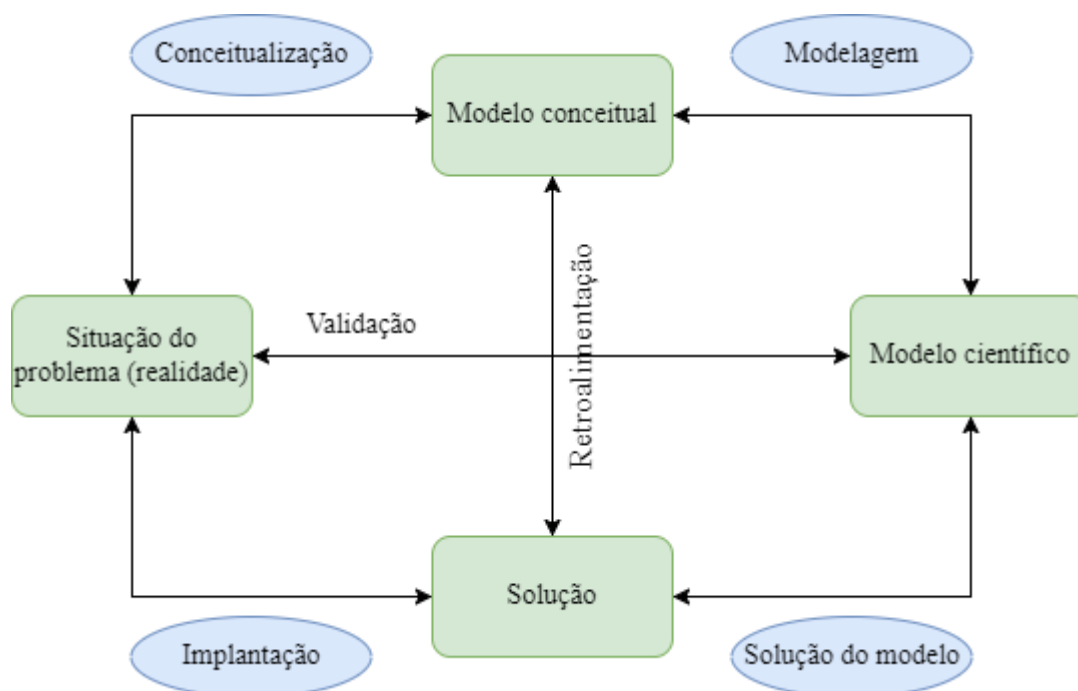 Conceitualização
Modelagem
Modelo conceitual
Retroalimentação
Validação
Situação do
problema (realidade)
Modelo científico
Solução
Implantação
Solução do modelo